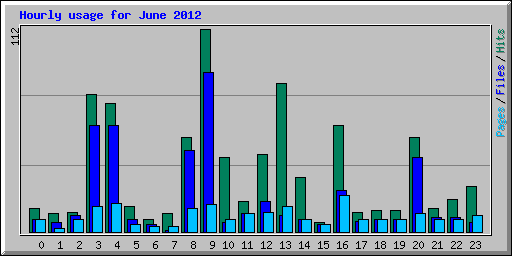 Hourly usage for June 2012
112
Pages / Files / Hits
0 1 2 3 4 5 6 7 8 9 10 11 12 13 14 15 16 17 18 19 20 21 22 23